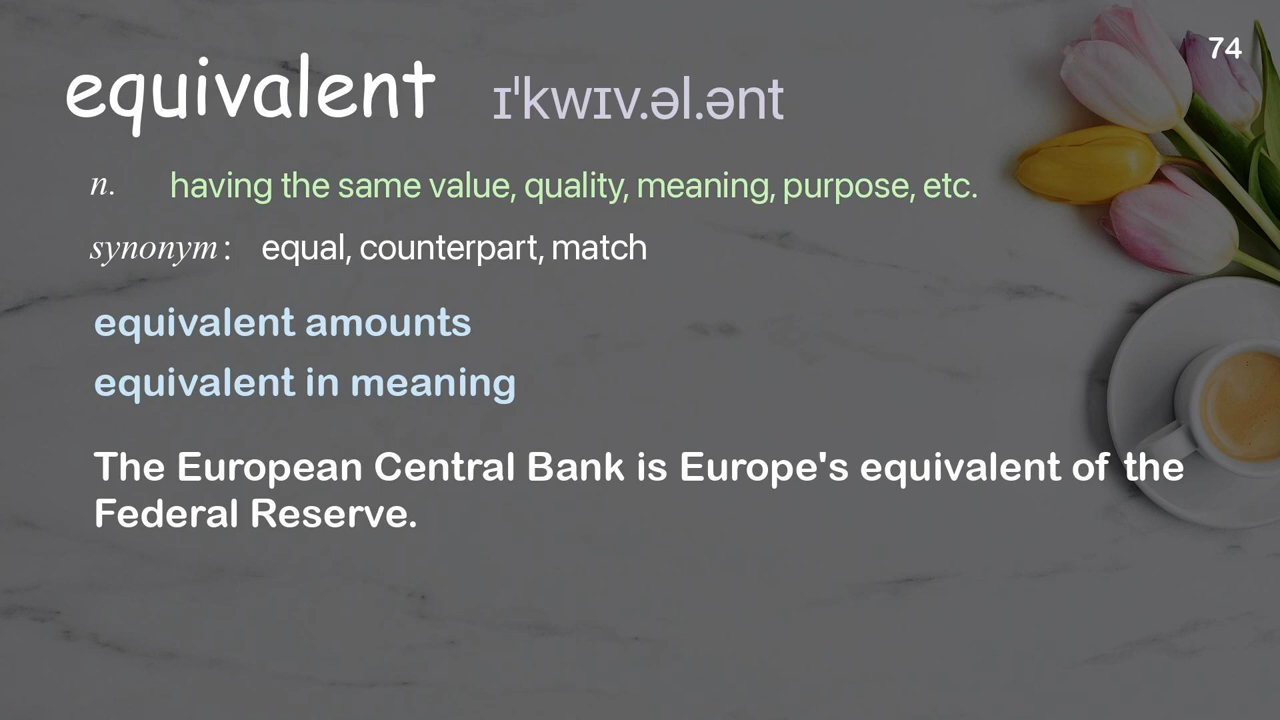 74
equivalent ɪˈkwɪv.əl.ənt
n. having the same value, quality, meaning, purpose, etc.
synonym: equal, counterpart, match
equivalent amounts
equivalent in meaning
The European Central Bank is Europe's equivalent of the
Federal Reserve.